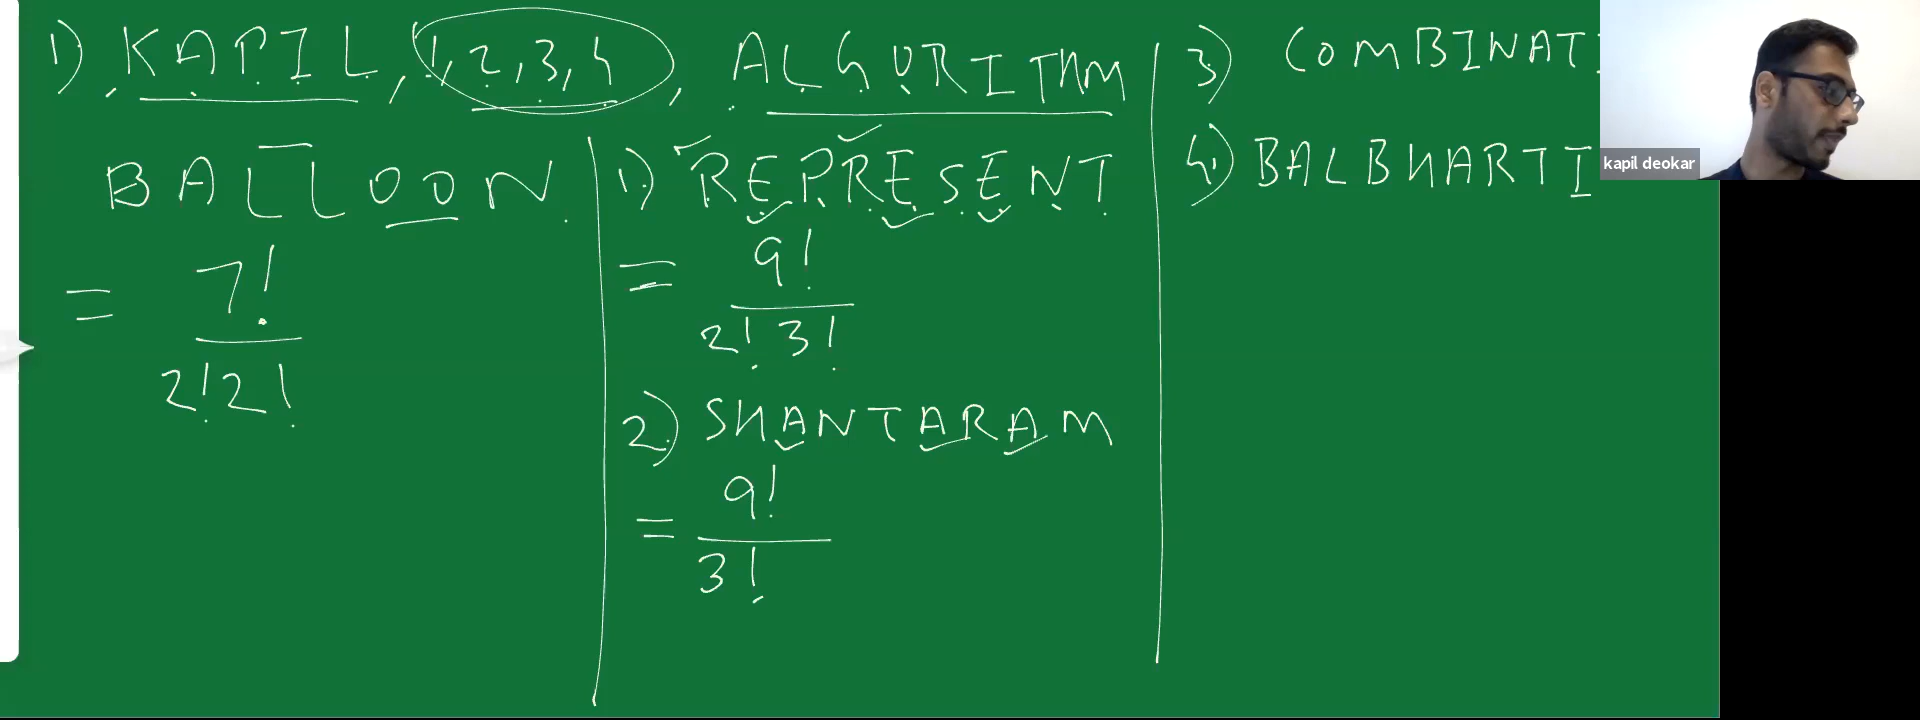 1) KAPIL, 1, 2, 3, 4, ALGORITHM
BALLOON
= 7!
2! 2!
1) REPRESENT
= 9!
2! 3!
2) SHANTARAM
= 9!
3!
3) COMBINATI
4) BALBHARTI
kapil deokar